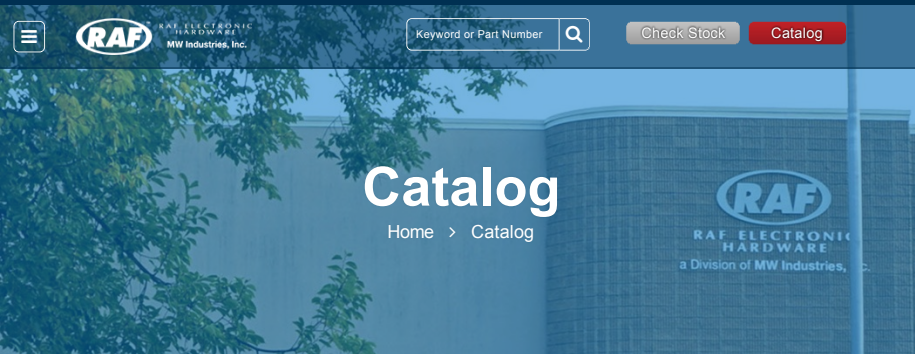 RAF
RAF ELECTRONIC
HARDWARE™
MW Industries, Inc.
Keyword or Part Number
Check Stock
Catalog
Catalog
Home > Catalog
RAF
RAF ELECTRONIC
HARDWARE
a Division of MW Industries,